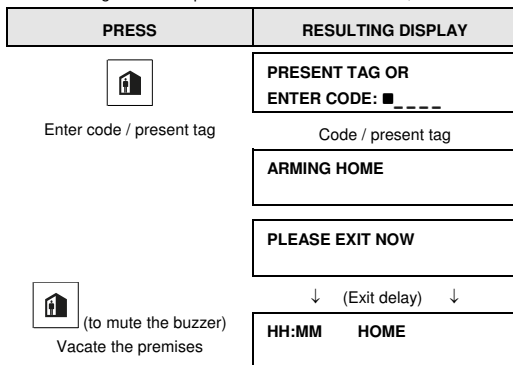 PRESS RESULTING DISPLAY
PRESENT TAG OR
ENTER CODE: ■_ _ _ _
Enter code / present tag Code / present tag
ARMING HOME
PLEASE EXIT NOW
↓ (Exit delay) ↓
(to mute the buzzer)
Vacate the premises
HH:MM HOME